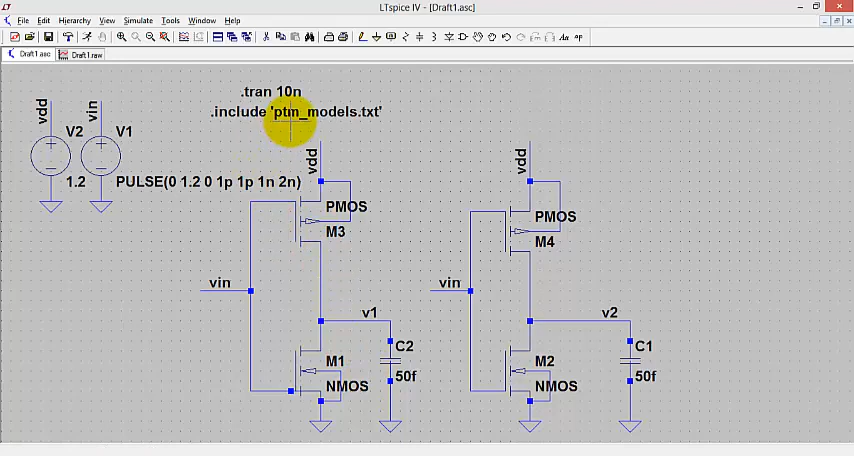 LTspice IV - [Draft1.asc]
File Edit Hierarchy View Simulate Tools Window Help
Aa .op
Draft1.asc Draft1.raw
.tran 10n
.include 'ptm_models.txt'
vdd vin
V2 V1
1.2 PULSE(0 1.2 0 1p 1p 1n 2n)
vdd vdd
PMOS PMOS
M3 M4
vin vin
v1 v2
C2 C1
M1 M2
50f 50f
NMOS NMOS